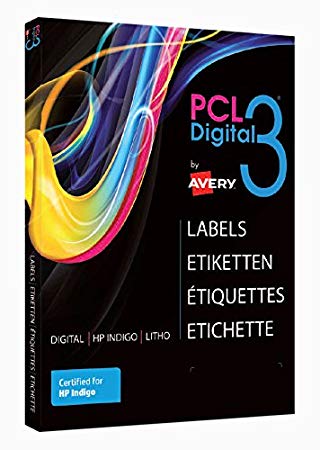 PCL
Digital
3
by
AVERY
LABELS
ETIKETTEN
ÉTIQUETTES
ETICHETTE
DIGITAL | HP INDIGO | LITHO
Certified for
HP Indigo
LABELS | ETIKETTEN | ÉTIQUETTES | ETICHETTE